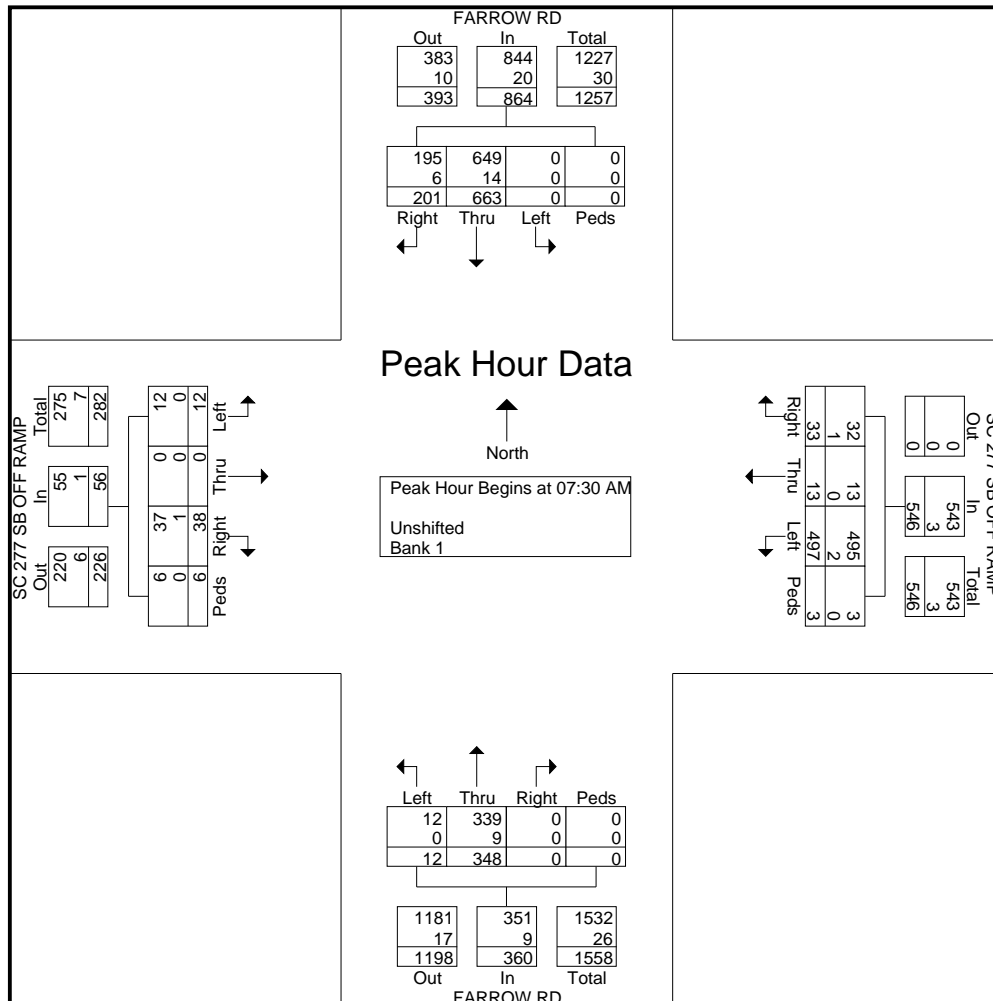 FARROW RD
Out In Total
383 844 1227
10 20 30
393 864 1257
195 649 0 0
6 14 0 0
201 663 0 0
Right Thru Left Peds
Peak Hour Data
North
Peak Hour Begins at 07:30 AM
Unshifted
Bank 1
SC 277 SB OFF RAMP
Out In Total
220 55 275
6 1 7
226 56 282
12 0 37 6
0 0 1 0
12 0 38 6
Left Thru Right Peds
SC 277 SB OFF RAMP
Out In Total
0 543 543
0 3 3
0 546 546
32 13 495 3
1 0 2 0
33 13 497 3
Right Thru Left Peds
Left Thru Right Peds
12 339 0 0
0 9 0 0
12 348 0 0
1181 351 1532
17 9 26
1198 360 1558
Out In Total
FARROW RD